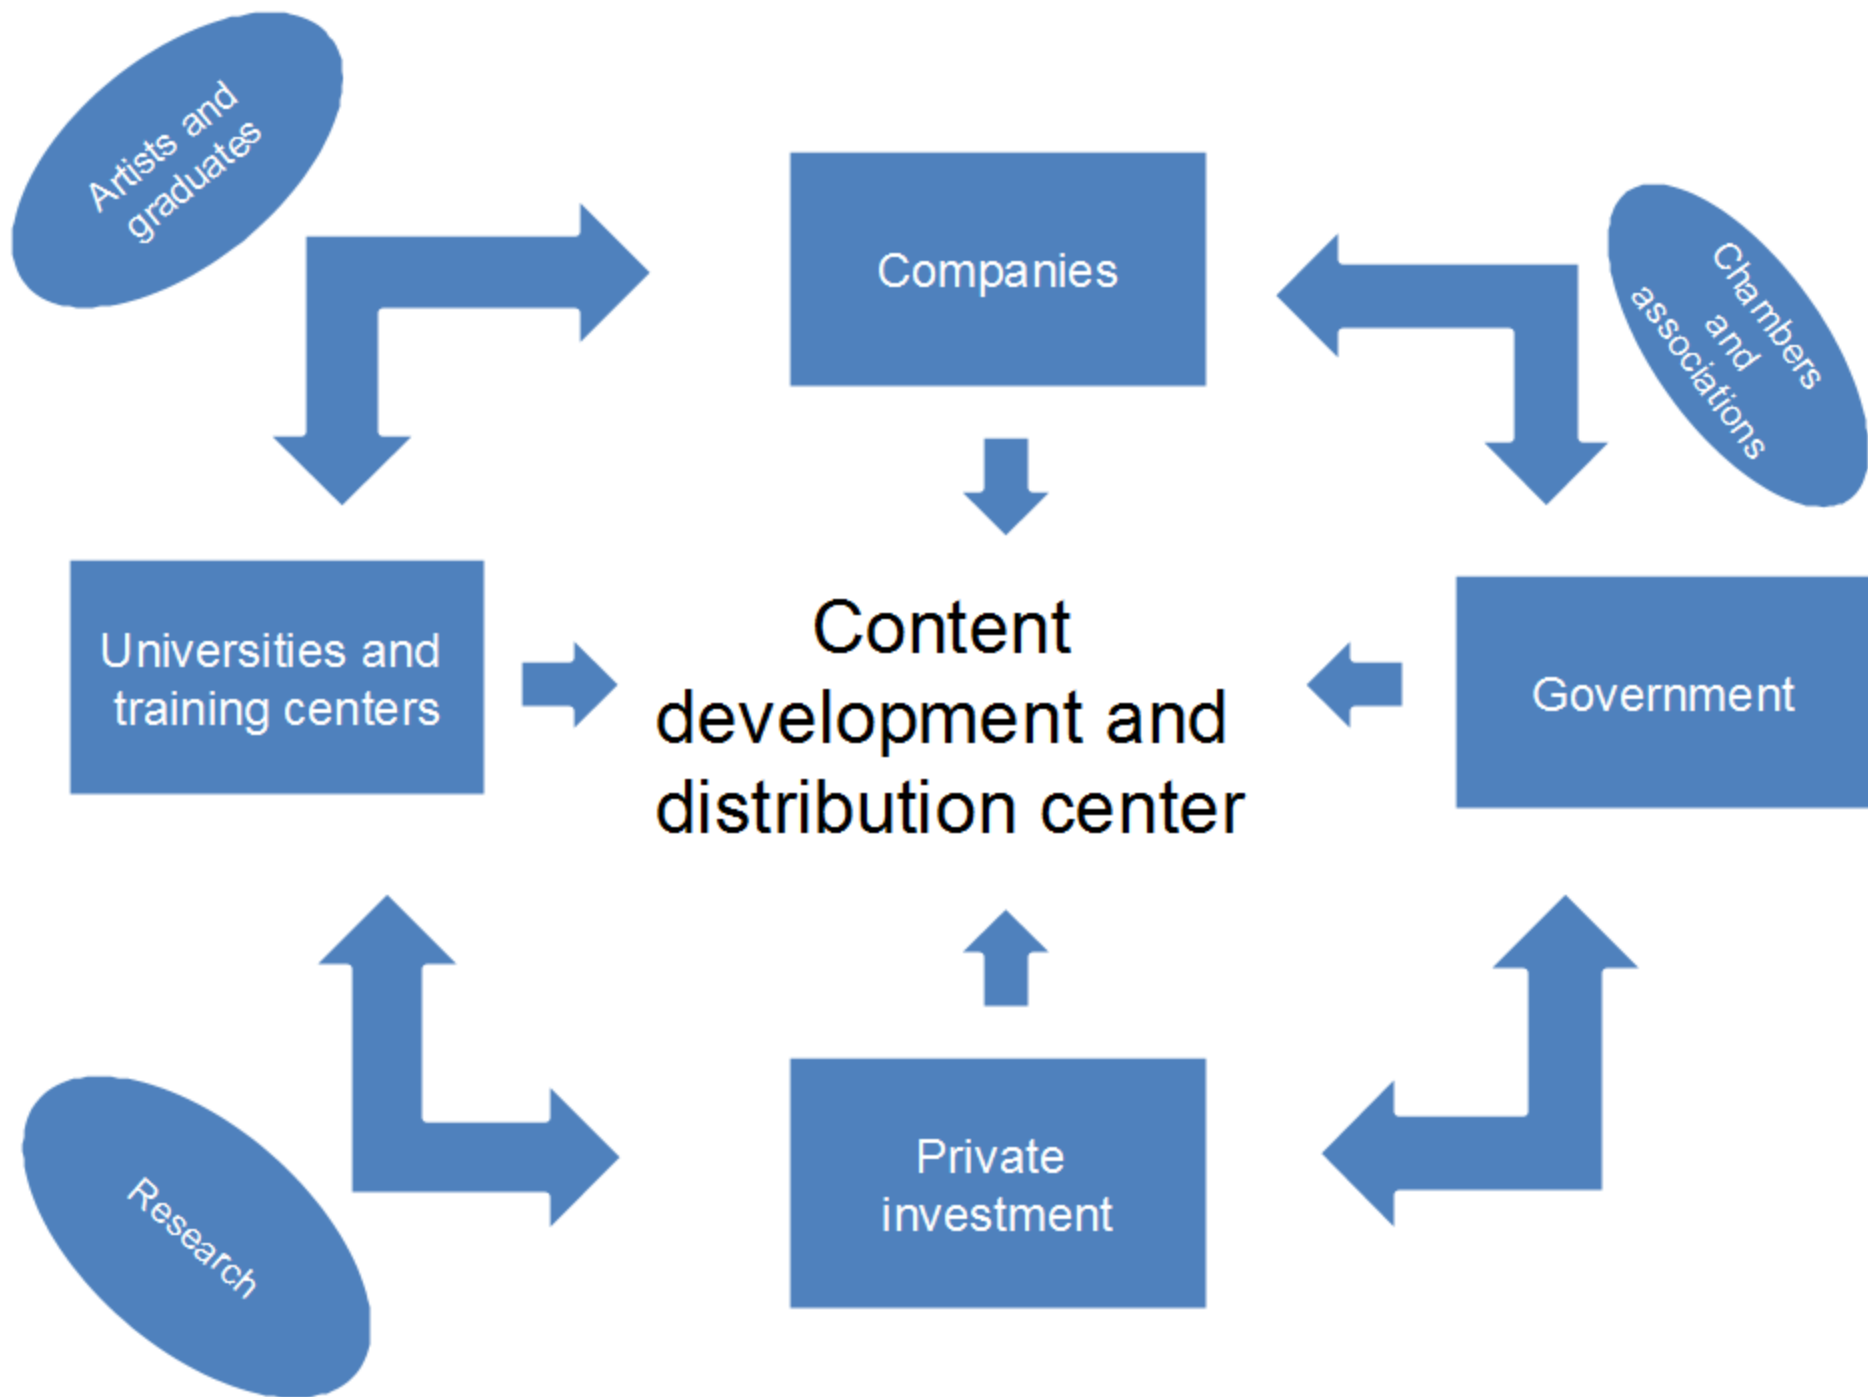 Artists and
graduates
Companies
Chambers
and
associations
Universities and
training centers
Content
development and
distribution center
Government
Research
Private
investment